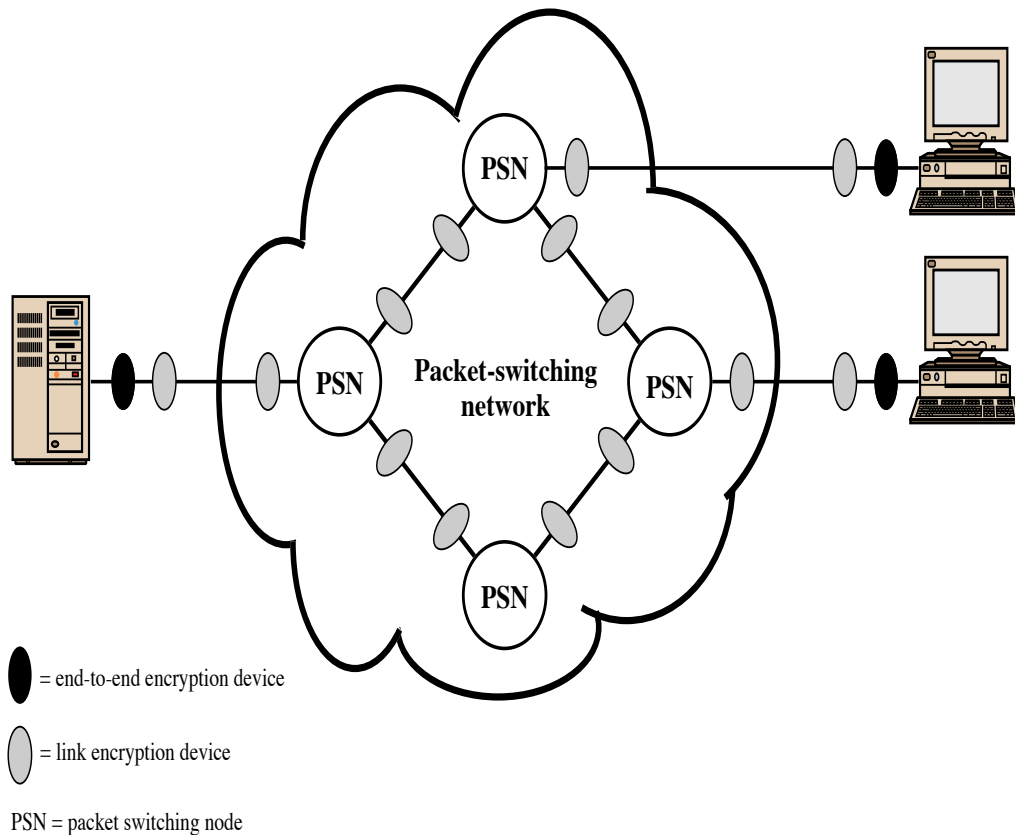 PSN
PSN
Packet-switching
network
PSN
PSN
= end-to-end encryption device
= link encryption device
PSN = packet switching node